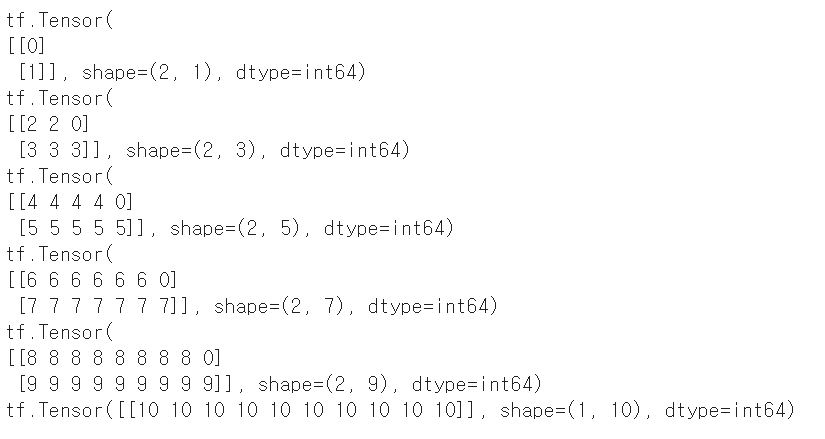 tf.Tensor(
[[0]
 [1]], shape=(2, 1), dtype=int64)
tf.Tensor(
[[2 2 0]
 [3 3 3]], shape=(2, 3), dtype=int64)
tf.Tensor(
[[4 4 4 4 0]
 [5 5 5 5 5]], shape=(2, 5), dtype=int64)
tf.Tensor(
[[6 6 6 6 6 6 0]
 [7 7 7 7 7 7 7]], shape=(2, 7), dtype=int64)
tf.Tensor(
[[8 8 8 8 8 8 8 8 0]
 [9 9 9 9 9 9 9 9 9]], shape=(2, 9), dtype=int64)
tf.Tensor([[10 10 10 10 10 10 10 10 10 10]], shape=(1, 10), dtype=int64)